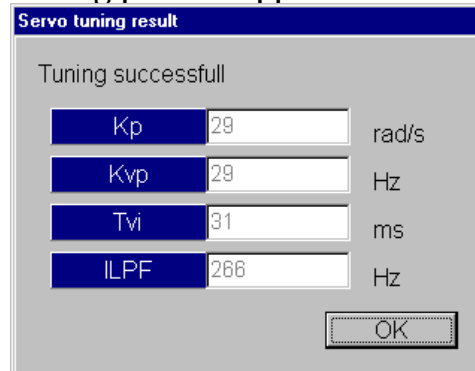 Servo tuning result
Tuning successfull
Kp 29 rad/s
Kvp 29 Hz
Tvi 31 ms
ILPF 266 Hz
OK